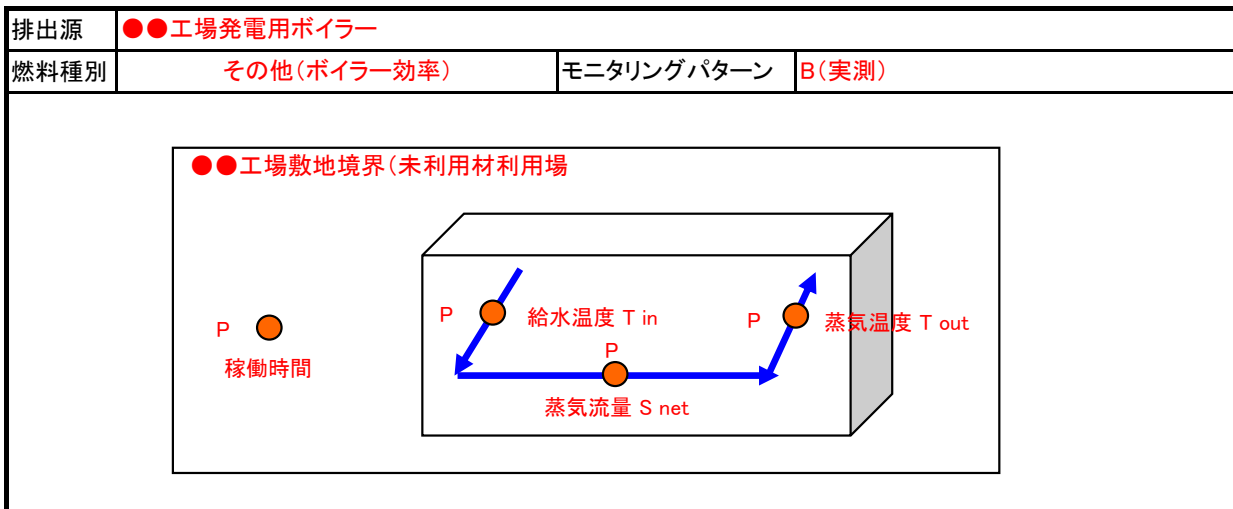 排出源 ●●工場発電用ボイラー
燃料種別 その他(ボイラー効率) モニタリングパターン B(実測)
●●工場敷地境界(未利用材利用場
P 給水温度 T in
P 蒸気温度 T out
P
稼働時間
P
蒸気流量 S net